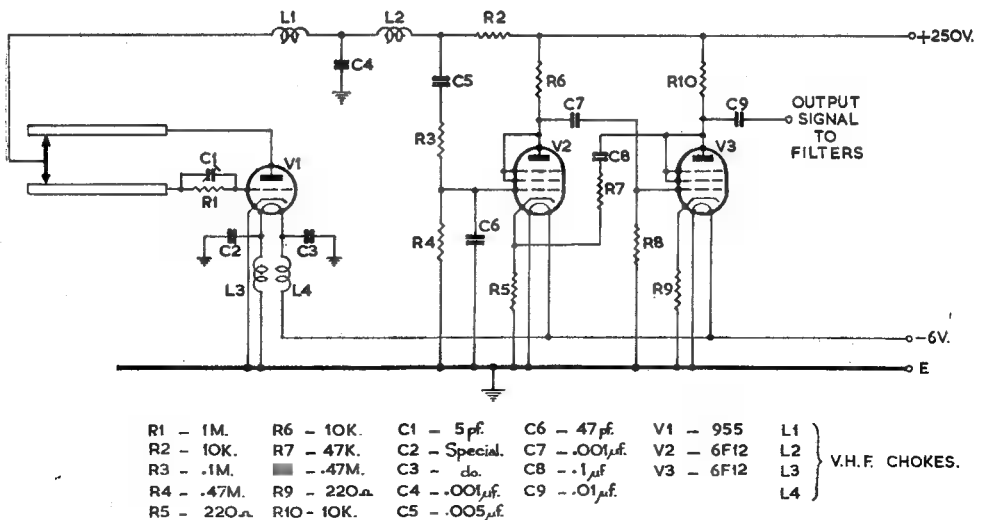 L1
L2
R2
+250V.
C4
C5
R6
R10
C7
C9
OUTPUT
SIGNAL
TO
FILTERS
R3
C1
V1
V2
C8
V3
R1
R7
C6
R4
R8
C2
C3
L3
L4
R5
R9
-6V.
E
R1 - 1M. R6 - 10K. C1 - 5pf. C6 - 47pf. V1 - 955 L1
R2 - 10K. R7 - 47K. C2 - Special. C7 - .001µf. V2 - 6F12 L2
R3 - .1M. - .47M. C3 - do. C8 - .1µf V3 - 6F12 L3
R4 - .47M. R9 - 220Ω C4 - .001µf. C9 - .01µf. L4
R5 - 220Ω R10 - 10K. C5 - .005µf.
V.H.F. CHOKES.